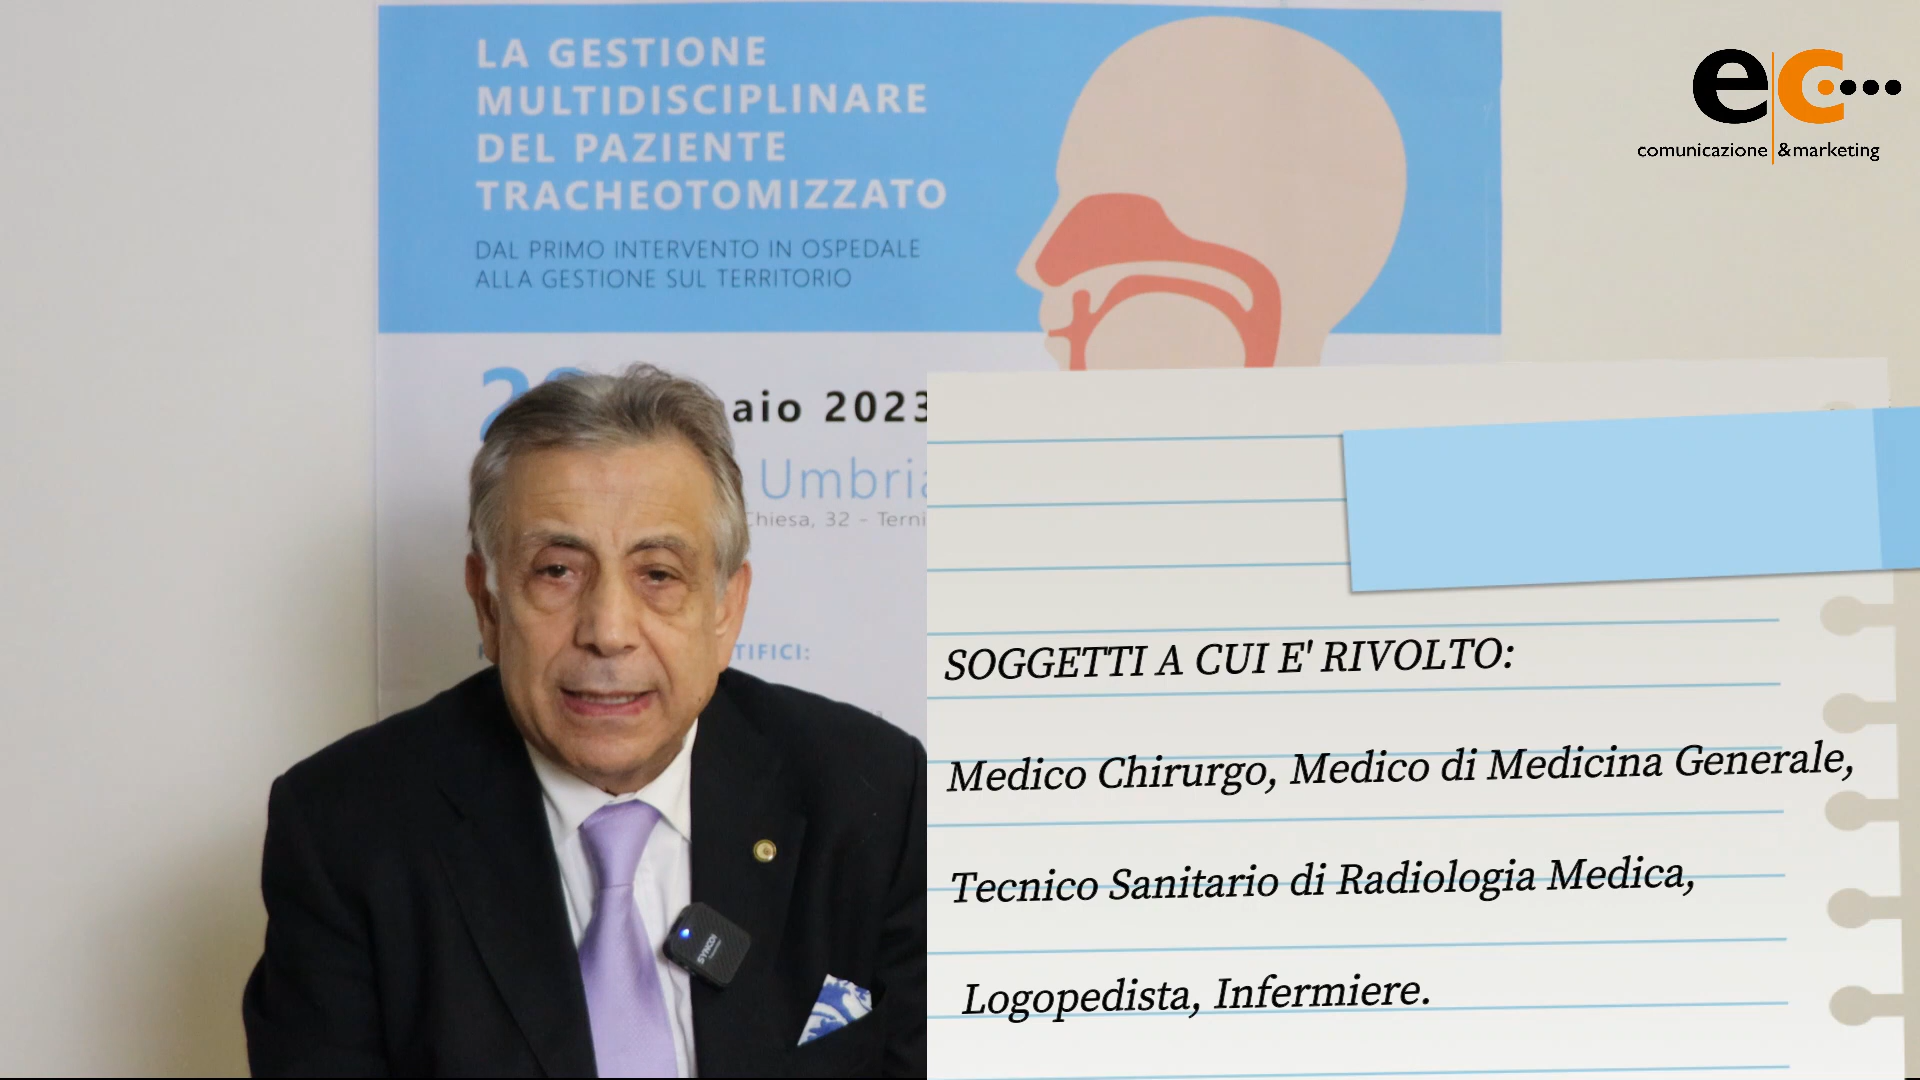 LA GESTIONE
MULTIDISCIPLINARE
DEL PAZIENTE
TRACHEOTOMIZZATO
DAL PRIMO INTERVENTO IN OSPEDALE
ALLA GESTIONE SUL TERRITORIO
aio 2023
Umbria
Chiesa, 32 - Terni
TIFICI:
ec
comunicazione &marketing
SOGGETTI A CUI E' RIVOLTO:
Medico Chirurgo, Medico di Medicina Generale,
Tecnico Sanitario di Radiologia Medica,
Logopedista, Infermiere.
SYNCO